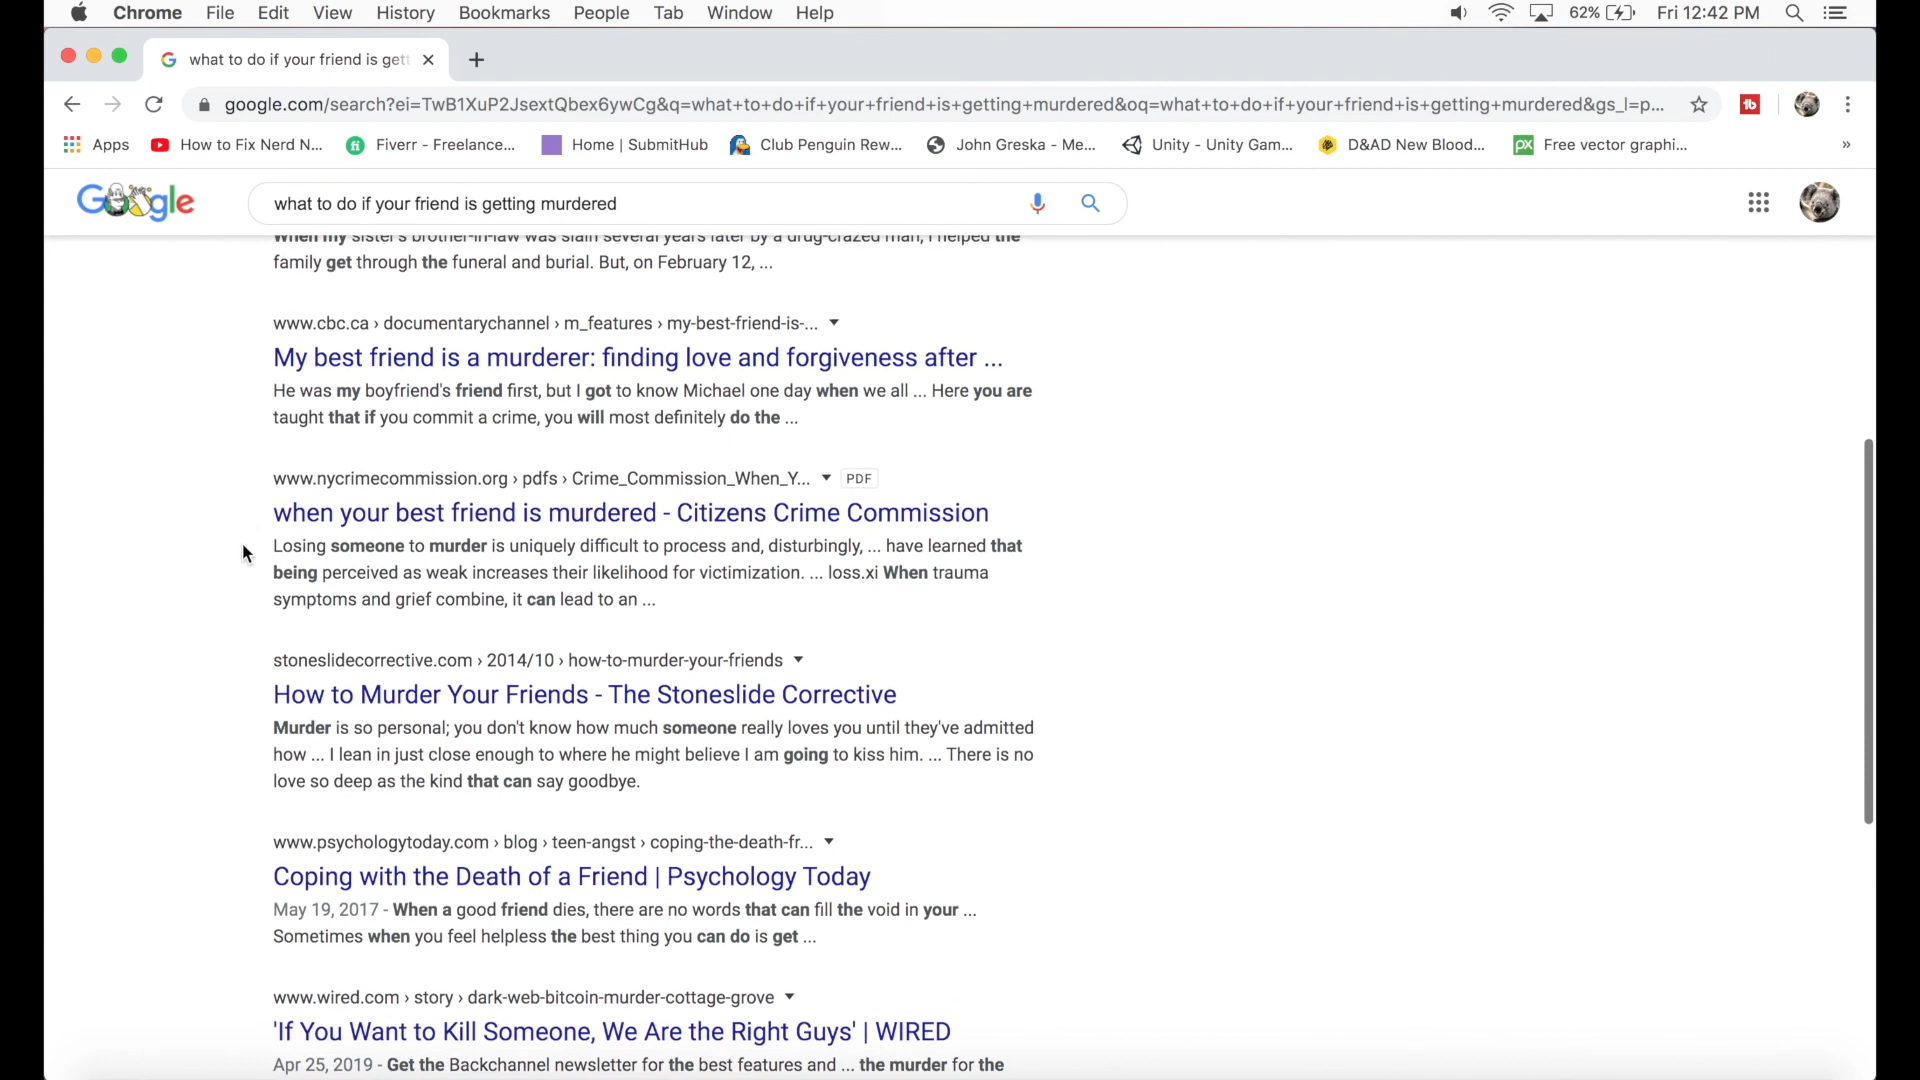 Chrome File Edit View History Bookmarks People Tab Window Help 62% Fri 12:42 PM
what to do if your friend is gett
google.com/search?ei=TwB1XuP2JsextQbex6ywCg&q=what+to+do+if+your+friend+is+getting+murdered&oq=what+to+do+if+your+friend+is+getting+murdered&gs_l=p...
Apps How to Fix Nerd N... Fiverr - Freelance... Home | SubmitHub Club Penguin Rew... John Greska - Me... Unity - Unity Gam... D&AD New Blood... Free vector graphi... »
Google what to do if your friend is getting murdered
When my sister's brother-in-law was slain several years later by a drug-crazed man, I helped the
family get through the funeral and burial. But, on February 12, ...
www.cbc.ca › documentarychannel › m_features › my-best-friend-is-...
My best friend is a murderer: finding love and forgiveness after ...
He was my boyfriend's friend first, but I got to know Michael one day when we all ... Here you are
taught that if you commit a crime, you will most definitely do the ...
www.nycrimecommission.org › pdfs › Crime_Commission_When_Y... PDF
when your best friend is murdered - Citizens Crime Commission
Losing someone to murder is uniquely difficult to process and, disturbingly, ... have learned that
being perceived as weak increases their likelihood for victimization. ... loss.xi When trauma
symptoms and grief combine, it can lead to an ...
stoneslidecorrective.com › 2014/10 › how-to-murder-your-friends
How to Murder Your Friends - The Stoneslide Corrective
Murder is so personal; you don't know how much someone really loves you until they've admitted
how ... I lean in just close enough to where he might believe I am going to kiss him. ... There is no
love so deep as the kind that can say goodbye.
www.psychologytoday.com › blog › teen-angst › coping-the-death-fr...
Coping with the Death of a Friend | Psychology Today
May 19, 2017 - When a good friend dies, there are no words that can fill the void in your ...
Sometimes when you feel helpless the best thing you can do is get ...
www.wired.com › story › dark-web-bitcoin-murder-cottage-grove
'If You Want to Kill Someone, We Are the Right Guys' | WIRED
Apr 25, 2019 - Get the Backchannel newsletter for the best features and ... the murder for the